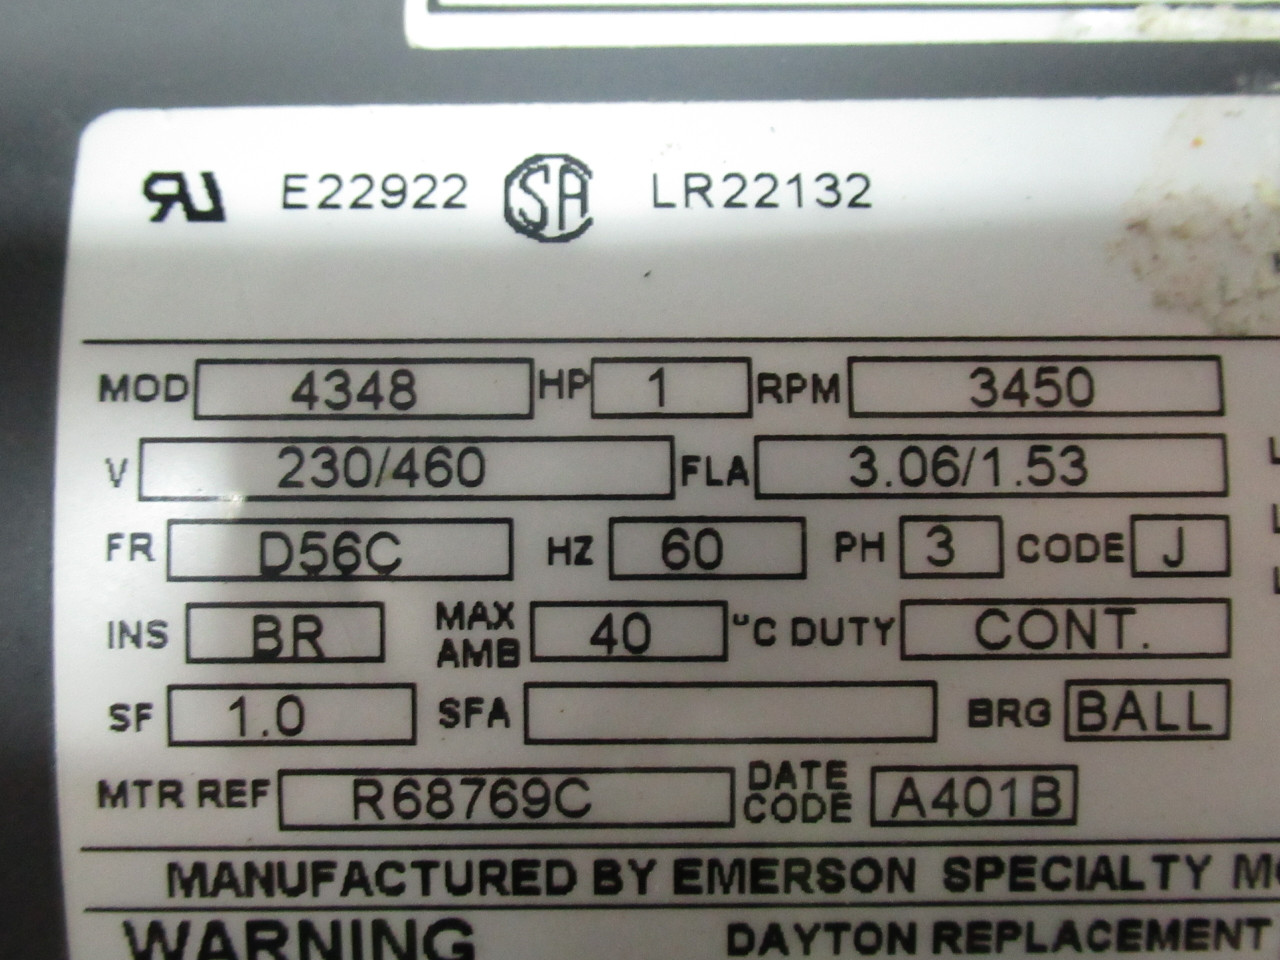 E22922 LR22132
MOD 4348 HP 1 RPM 3450
V 230/460 FLA 3.06/1.53
FR D56C HZ 60 PH 3 CODE J
INS BR MAX AMB 40 °C DUTY CONT.
SF 1.0 SFA BRG BALL
MTR REF R68769C DATE CODE A401B
MANUFACTURED BY EMERSON SPECIALTY
WARNING DAYTON REPLACEMENT